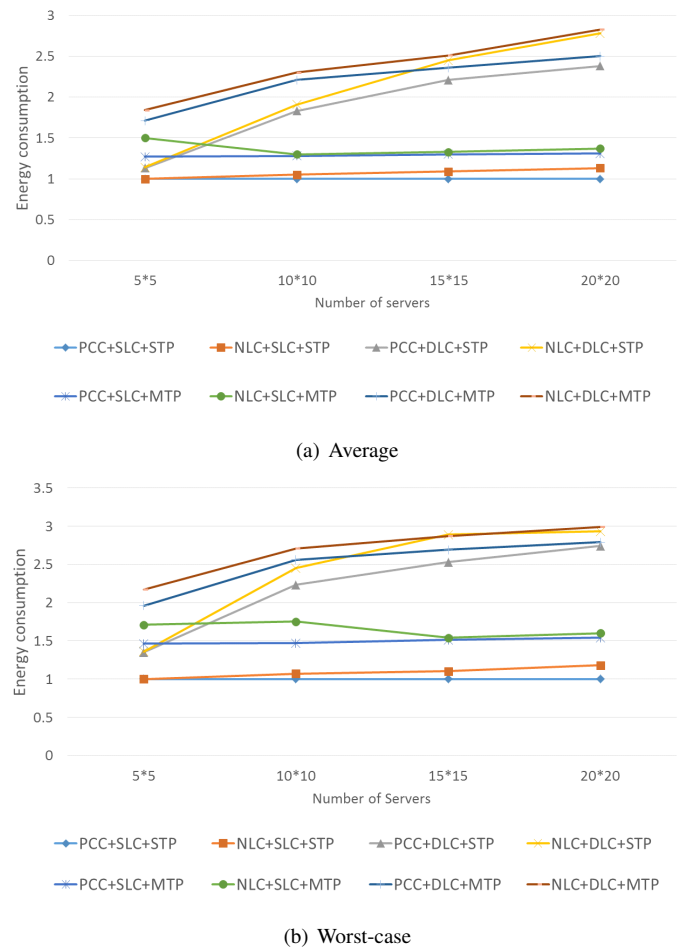 3
2.5
2
1.5
1
0.5
0
Energy consumption
5*5 10*10 15*15 20*20
Number of servers
PCC+SLC+STP NLC+SLC+STP PCC+DLC+STP NLC+DLC+STP
PCC+SLC+MTP NLC+SLC+MTP PCC+DLC+MTP NLC+DLC+MTP
(a) Average
3.5
3
2.5
2
1.5
1
0.5
0
Energy consumption
5*5 10*10 15*15 20*20
Number of Servers
PCC+SLC+STP NLC+SLC+STP PCC+DLC+STP NLC+DLC+STP
PCC+SLC+MTP NLC+SLC+MTP PCC+DLC+MTP NLC+DLC+MTP
(b) Worst-case